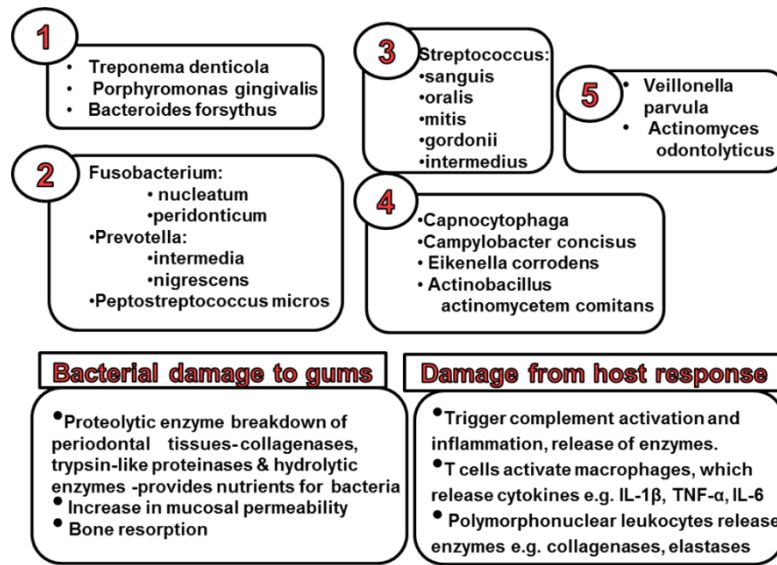 1
• Treponema denticola
• Porphyromonas gingivalis
• Bacteroides forsythus
2
Fusobacterium:
• nucleatum
•peridonticum
•Prevotella:
•intermedia
•nigrescens
•Peptostreptococcus micros
3
Streptococcus:
•sanguis
•oralis
•mitis
•gordonii
•intermedius
4
•Capnocytophaga
•Campylobacter concisus
• Eikenella corrodens
• Actinobacillus
actinomycetem comitans
5
• Veillonella
parvula
• Actinomyces
odontolyticus
Bacterial damage to gums
•Proteolytic enzyme breakdown of
periodontal tissues-collagenases,
trypsin-like proteinases & hydrolytic
enzymes -provides nutrients for bacteria
•Increase in mucosal permeability
• Bone resorption
Damage from host response
•Trigger complement activation and
inflammation, release of enzymes.
•T cells activate macrophages, which
release cytokines e.g. IL-1β, TNF-α, IL-6
• Polymorphonuclear leukocytes release
enzymes e.g. collagenases, elastases